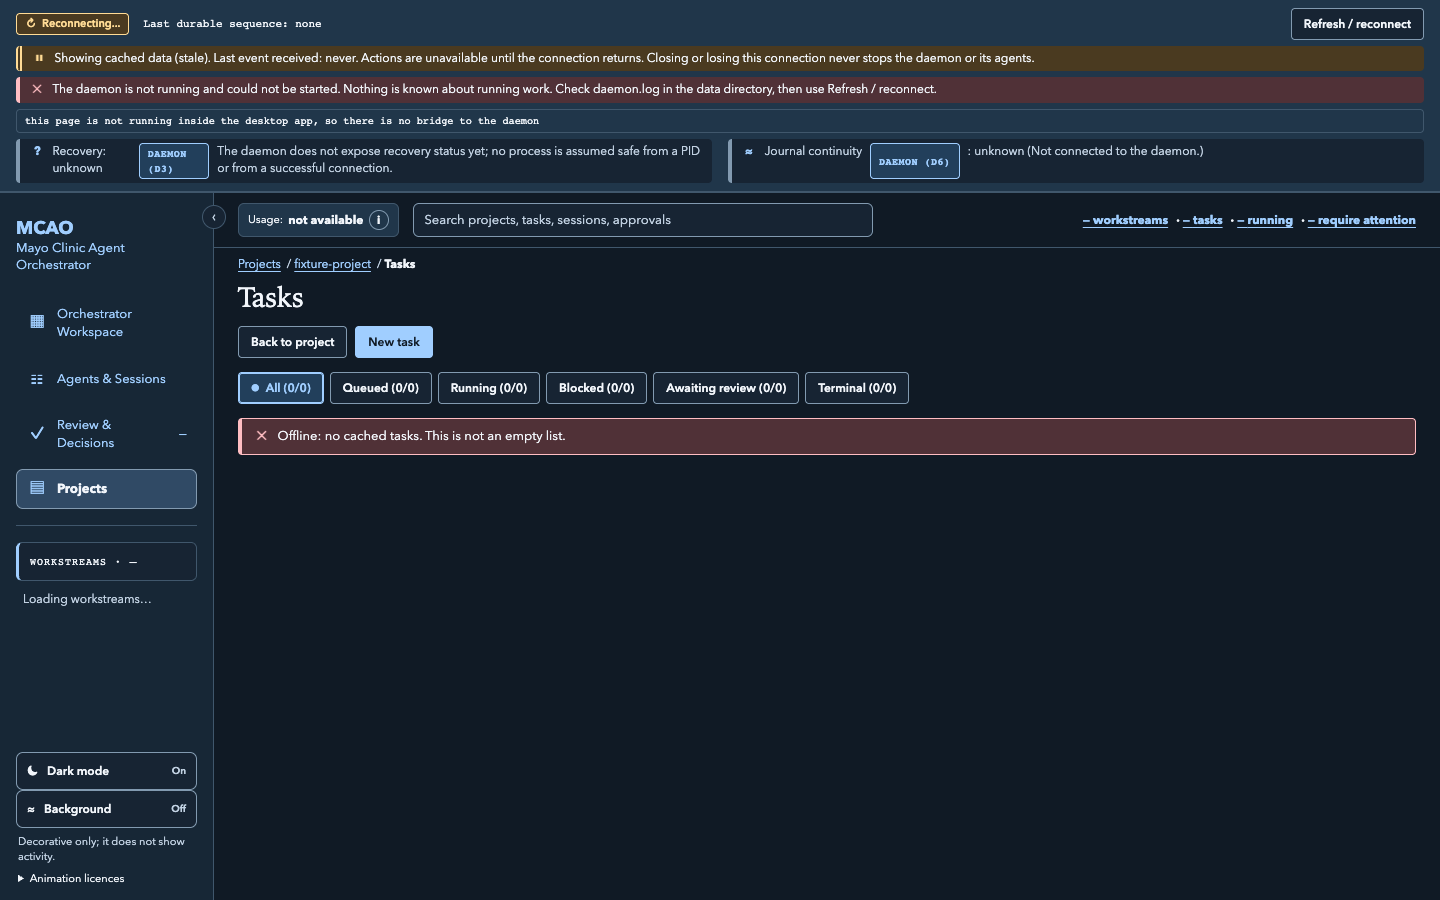 Reconnecting...
Last durable sequence: none
Refresh / reconnect
Showing cached data (stale). Last event received: never. Actions are unavailable until the connection returns. Closing or losing this connection never stops the daemon or its agents.
The daemon is not running and could not be started. Nothing is known about running work. Check daemon.log in the data directory, then use Refresh / reconnect.
this page is not running inside the desktop app, so there is no bridge to the daemon
? Recovery: unknown
DAEMON (D3)
The daemon does not expose recovery status yet; no process is assumed safe from a PID
or from a successful connection.
≈ Journal continuity
DAEMON (D6)
: unknown (Not connected to the daemon.)
MCAO
Mayo Clinic Agent
Orchestrator
Orchestrator
Workspace
Agents & Sessions
Review &
Decisions –
Projects
WORKSTREAMS · –
Loading workstreams…
Dark mode On
≈ Background Off
Decorative only; it does not show
activity.
Animation licences
‹
Usage: not available i
Search projects, tasks, sessions, approvals
– workstreams · – tasks · – running · – require attention
Projects / fixture-project / Tasks
Tasks
Back to project
New task
All (0/0)
Queued (0/0)
Running (0/0)
Blocked (0/0)
Awaiting review (0/0)
Terminal (0/0)
Offline: no cached tasks. This is not an empty list.